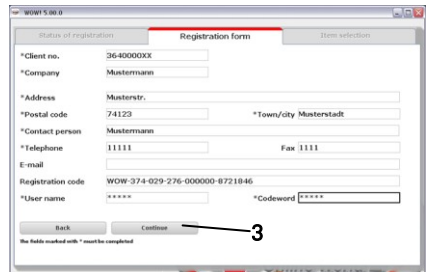 WOW! 5.00.0
Status of registration Registration form Item selection
*Client no. 3640000XX
*Company Mustermann
*Address Musterstr.
*Postal code 74123 *Town/city Musterstadt
*Contact person Mustermann
*Telephone 11111 Fax 1111
E-mail
Registration code WOW-374-029-276-000000-8721846
*User name ***** *Codeword *****
Back Continue 3
The fields marked with * must be completed